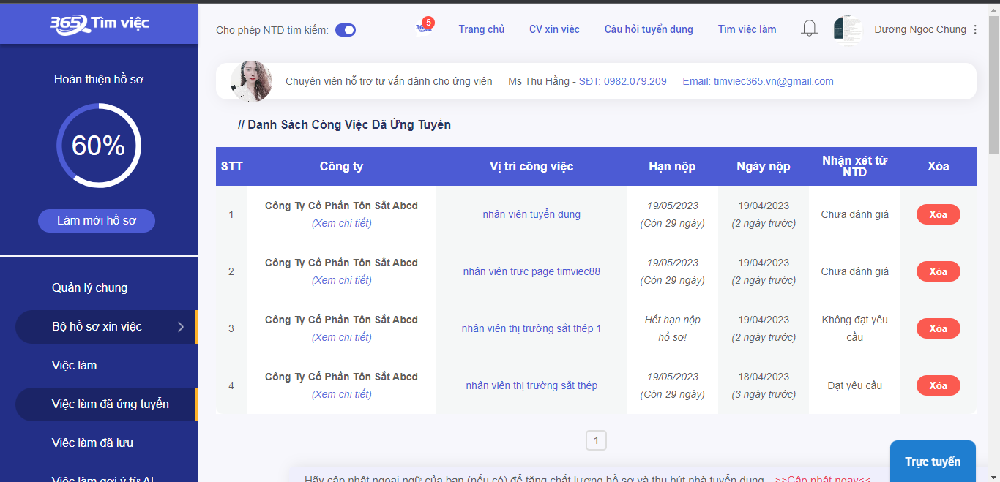 365 Tìm việc
Cho phép NTD tìm kiếm:
5
Trang chủ
CV xin việc
Câu hỏi tuyển dụng
Tìm việc làm
Dương Ngọc Chung
Hoàn thiện hồ sơ
60%
Làm mới hồ sơ
Quản lý chung
Bộ hồ sơ xin việc
Việc làm
Việc làm đã ứng tuyển
Việc làm đã lưu
Việc làm gợi ý từ AI
Chuyên viên hỗ trợ tư vấn dành cho ứng viên Ms Thu Hằng - SĐT: 0982.079.209 Email: timviec365.vn@gmail.com
// Danh Sách Công Việc Đã Ứng Tuyển
STT Công ty Vị trí công việc Hạn nộp Ngày nộp Nhận xét từ NTD Xóa
1 Công Ty Cổ Phần Tôn Sắt Abcd nhân viên tuyển dụng 19/05/2023 19/04/2023 Chưa đánh giá Xóa
(Xem chi tiết) (Còn 29 ngày) (2 ngày trước)
2 Công Ty Cổ Phần Tôn Sắt Abcd nhân viên trực page timviec88 19/05/2023 19/04/2023 Chưa đánh giá Xóa
(Xem chi tiết) (Còn 29 ngày) (2 ngày trước)
3 Công Ty Cổ Phần Tôn Sắt Abcd nhân viên thị trường sắt thép 1 Hết hạn nộp 19/04/2023 Không đạt yêu Xóa
(Xem chi tiết) hồ sơ! (2 ngày trước) cầu
4 Công Ty Cổ Phần Tôn Sắt Abcd nhân viên thị trường sắt thép 19/05/2023 18/04/2023 Đạt yêu cầu Xóa
(Xem chi tiết) (Còn 29 ngày) (3 ngày trước)
1
Trực tuyến
Hãy cập nhật ngoại ngữ của bạn (nếu có) để tăng chất lượng hồ sơ và thu hút nhà tuyển dụng. >>Cập nhật ngay<<